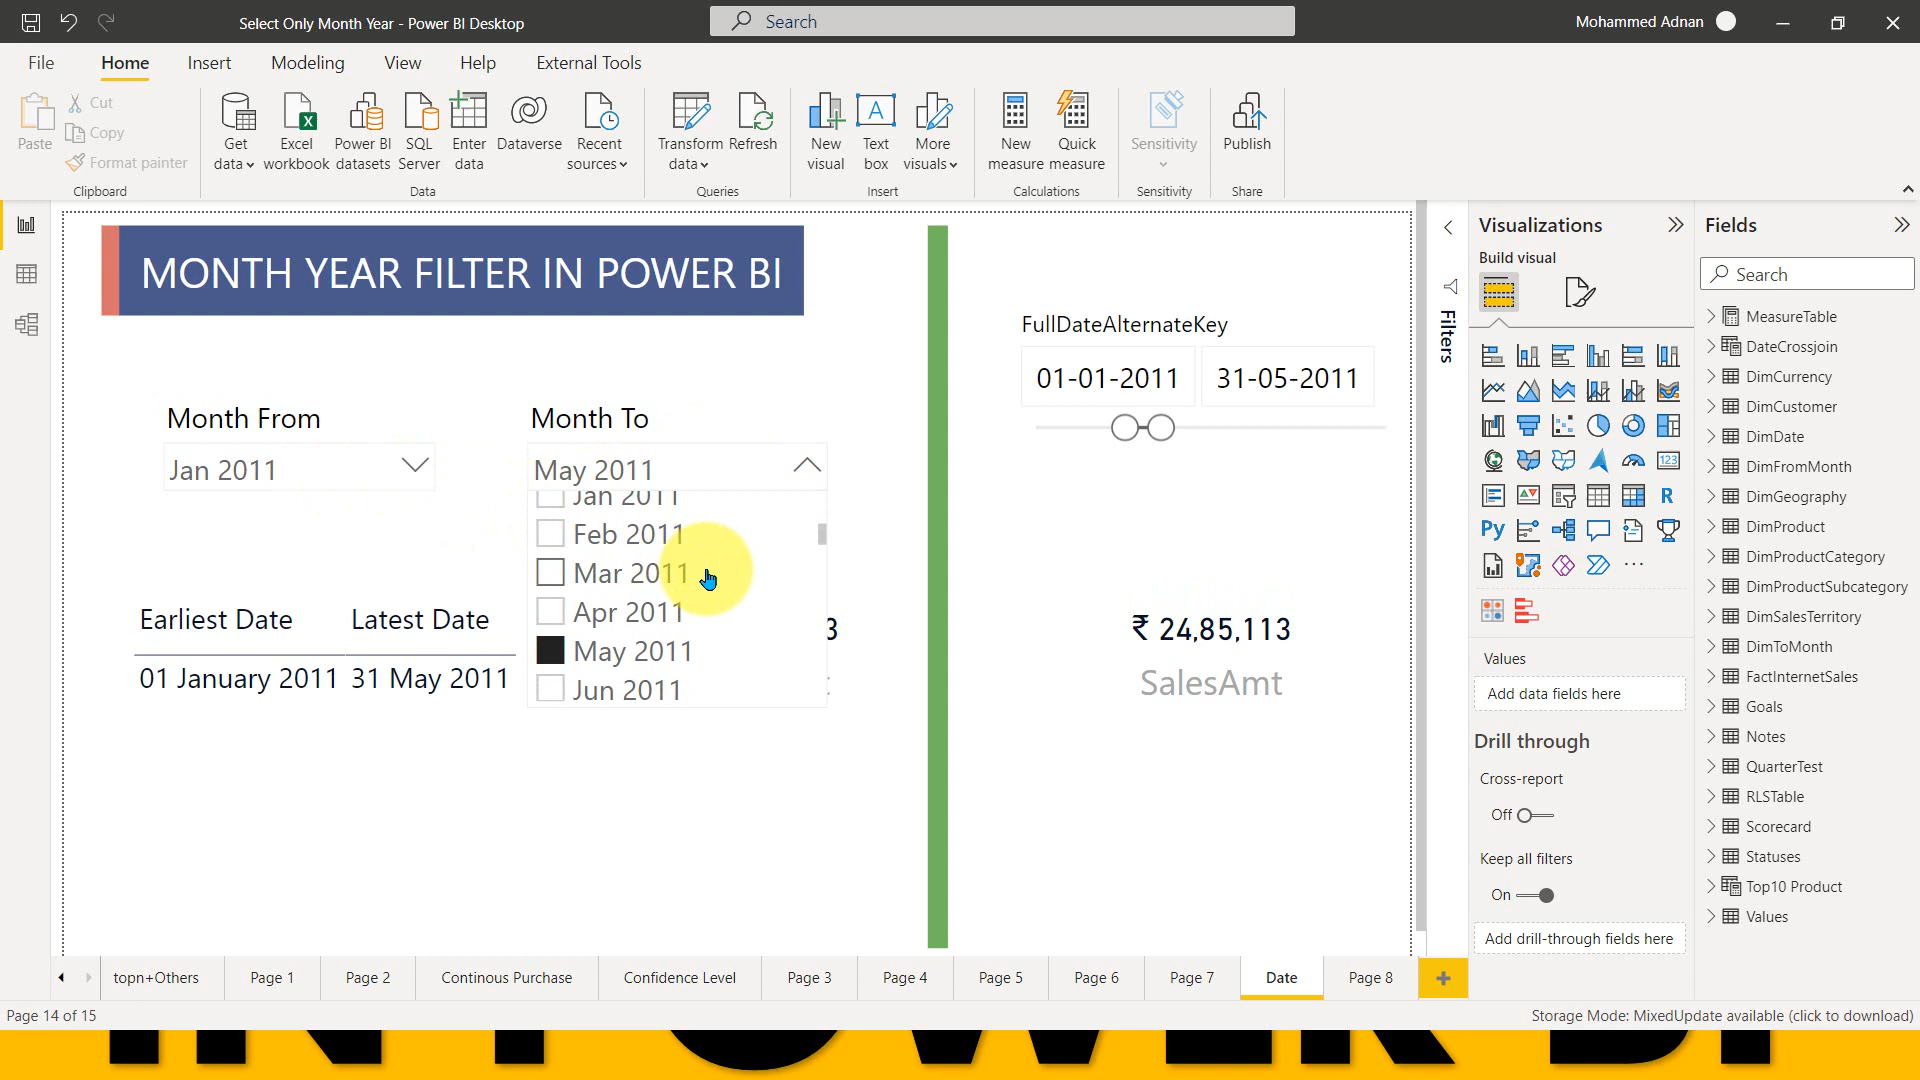 Select Only Month Year - Power BI Desktop
Search
Mohammed Adnan
File
Home
Insert
Modeling
View
Help
External Tools
Paste
Cut
Copy
Format painter
Clipboard
Get data
Excel workbook
Power BI datasets
SQL Server
Enter data
Dataverse
Recent sources
Data
Transform data
Refresh
Queries
New visual
Text box
More visuals
Insert
New measure
Quick measure
Calculations
Sensitivity
Sensitivity
Publish
Share
MONTH YEAR FILTER IN POWER BI
Month From
Jan 2011
Month To
May 2011
Jan 2011
Feb 2011
Mar 2011
Apr 2011
May 2011
Jun 2011
Earliest Date
Latest Date
01 January 2011
31 May 2011
3
FullDateAlternateKey
01-01-2011
31-05-2011
₹ 24,85,113
SalesAmt
Filters
Visualizations
Build visual
123
R
Py
Values
Add data fields here
Drill through
Cross-report
Off
Keep all filters
On
Add drill-through fields here
Fields
Search
MeasureTable
DateCrossjoin
DimCurrency
DimCustomer
DimDate
DimFromMonth
DimGeography
DimProduct
DimProductCategory
DimProductSubcategory
DimSalesTerritory
DimToMonth
FactInternetSales
Goals
Notes
QuarterTest
RLSTable
Scorecard
Statuses
Top10 Product
Values
topn+Others
Page 1
Page 2
Continous Purchase
Confidence Level
Page 3
Page 4
Page 5
Page 6
Page 7
Date
Page 8
Page 14 of 15
Storage Mode: MixedUpdate available (click to download)
IN POWER BI